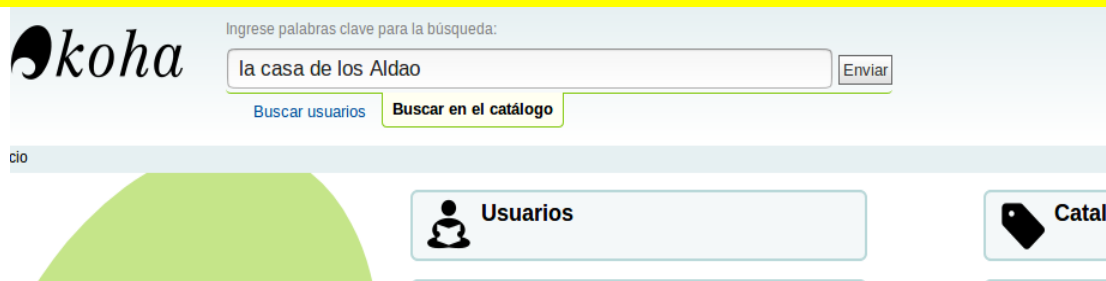 koha
Ingrese palabras clave para la búsqueda:
la casa de los Aldao
Enviar
Buscar usuarios
Buscar en el catálogo
cio
Usuarios
Catal